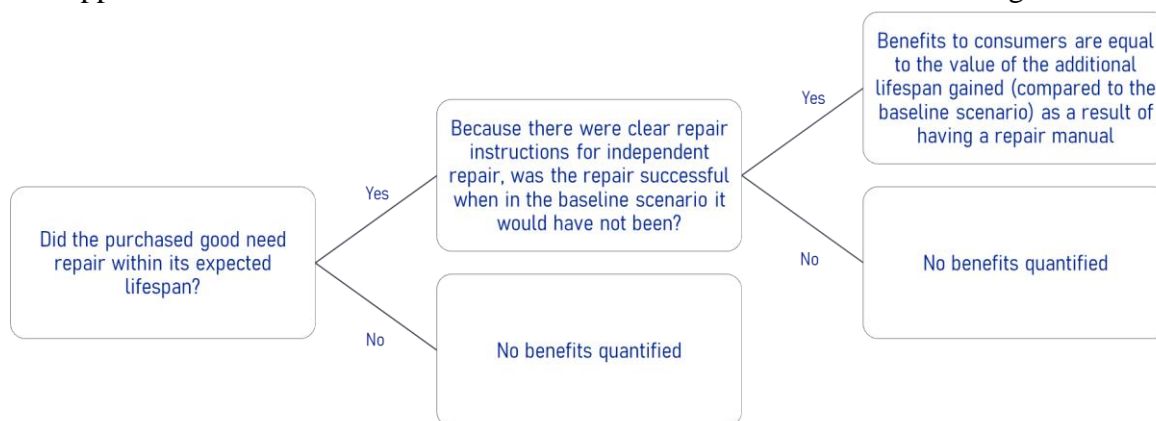 Did the purchased good need
repair within its expected
lifespan?
Yes
No
Because there were clear repair
instructions for independent
repair, was the repair successful
when in the baseline scenario it
would have not been?
No benefits quantified
Yes
No
Benefits to consumers are equal
to the value of the additional
lifespan gained (compared to the
baseline scenario) as a result of
having a repair manual
No benefits quantified